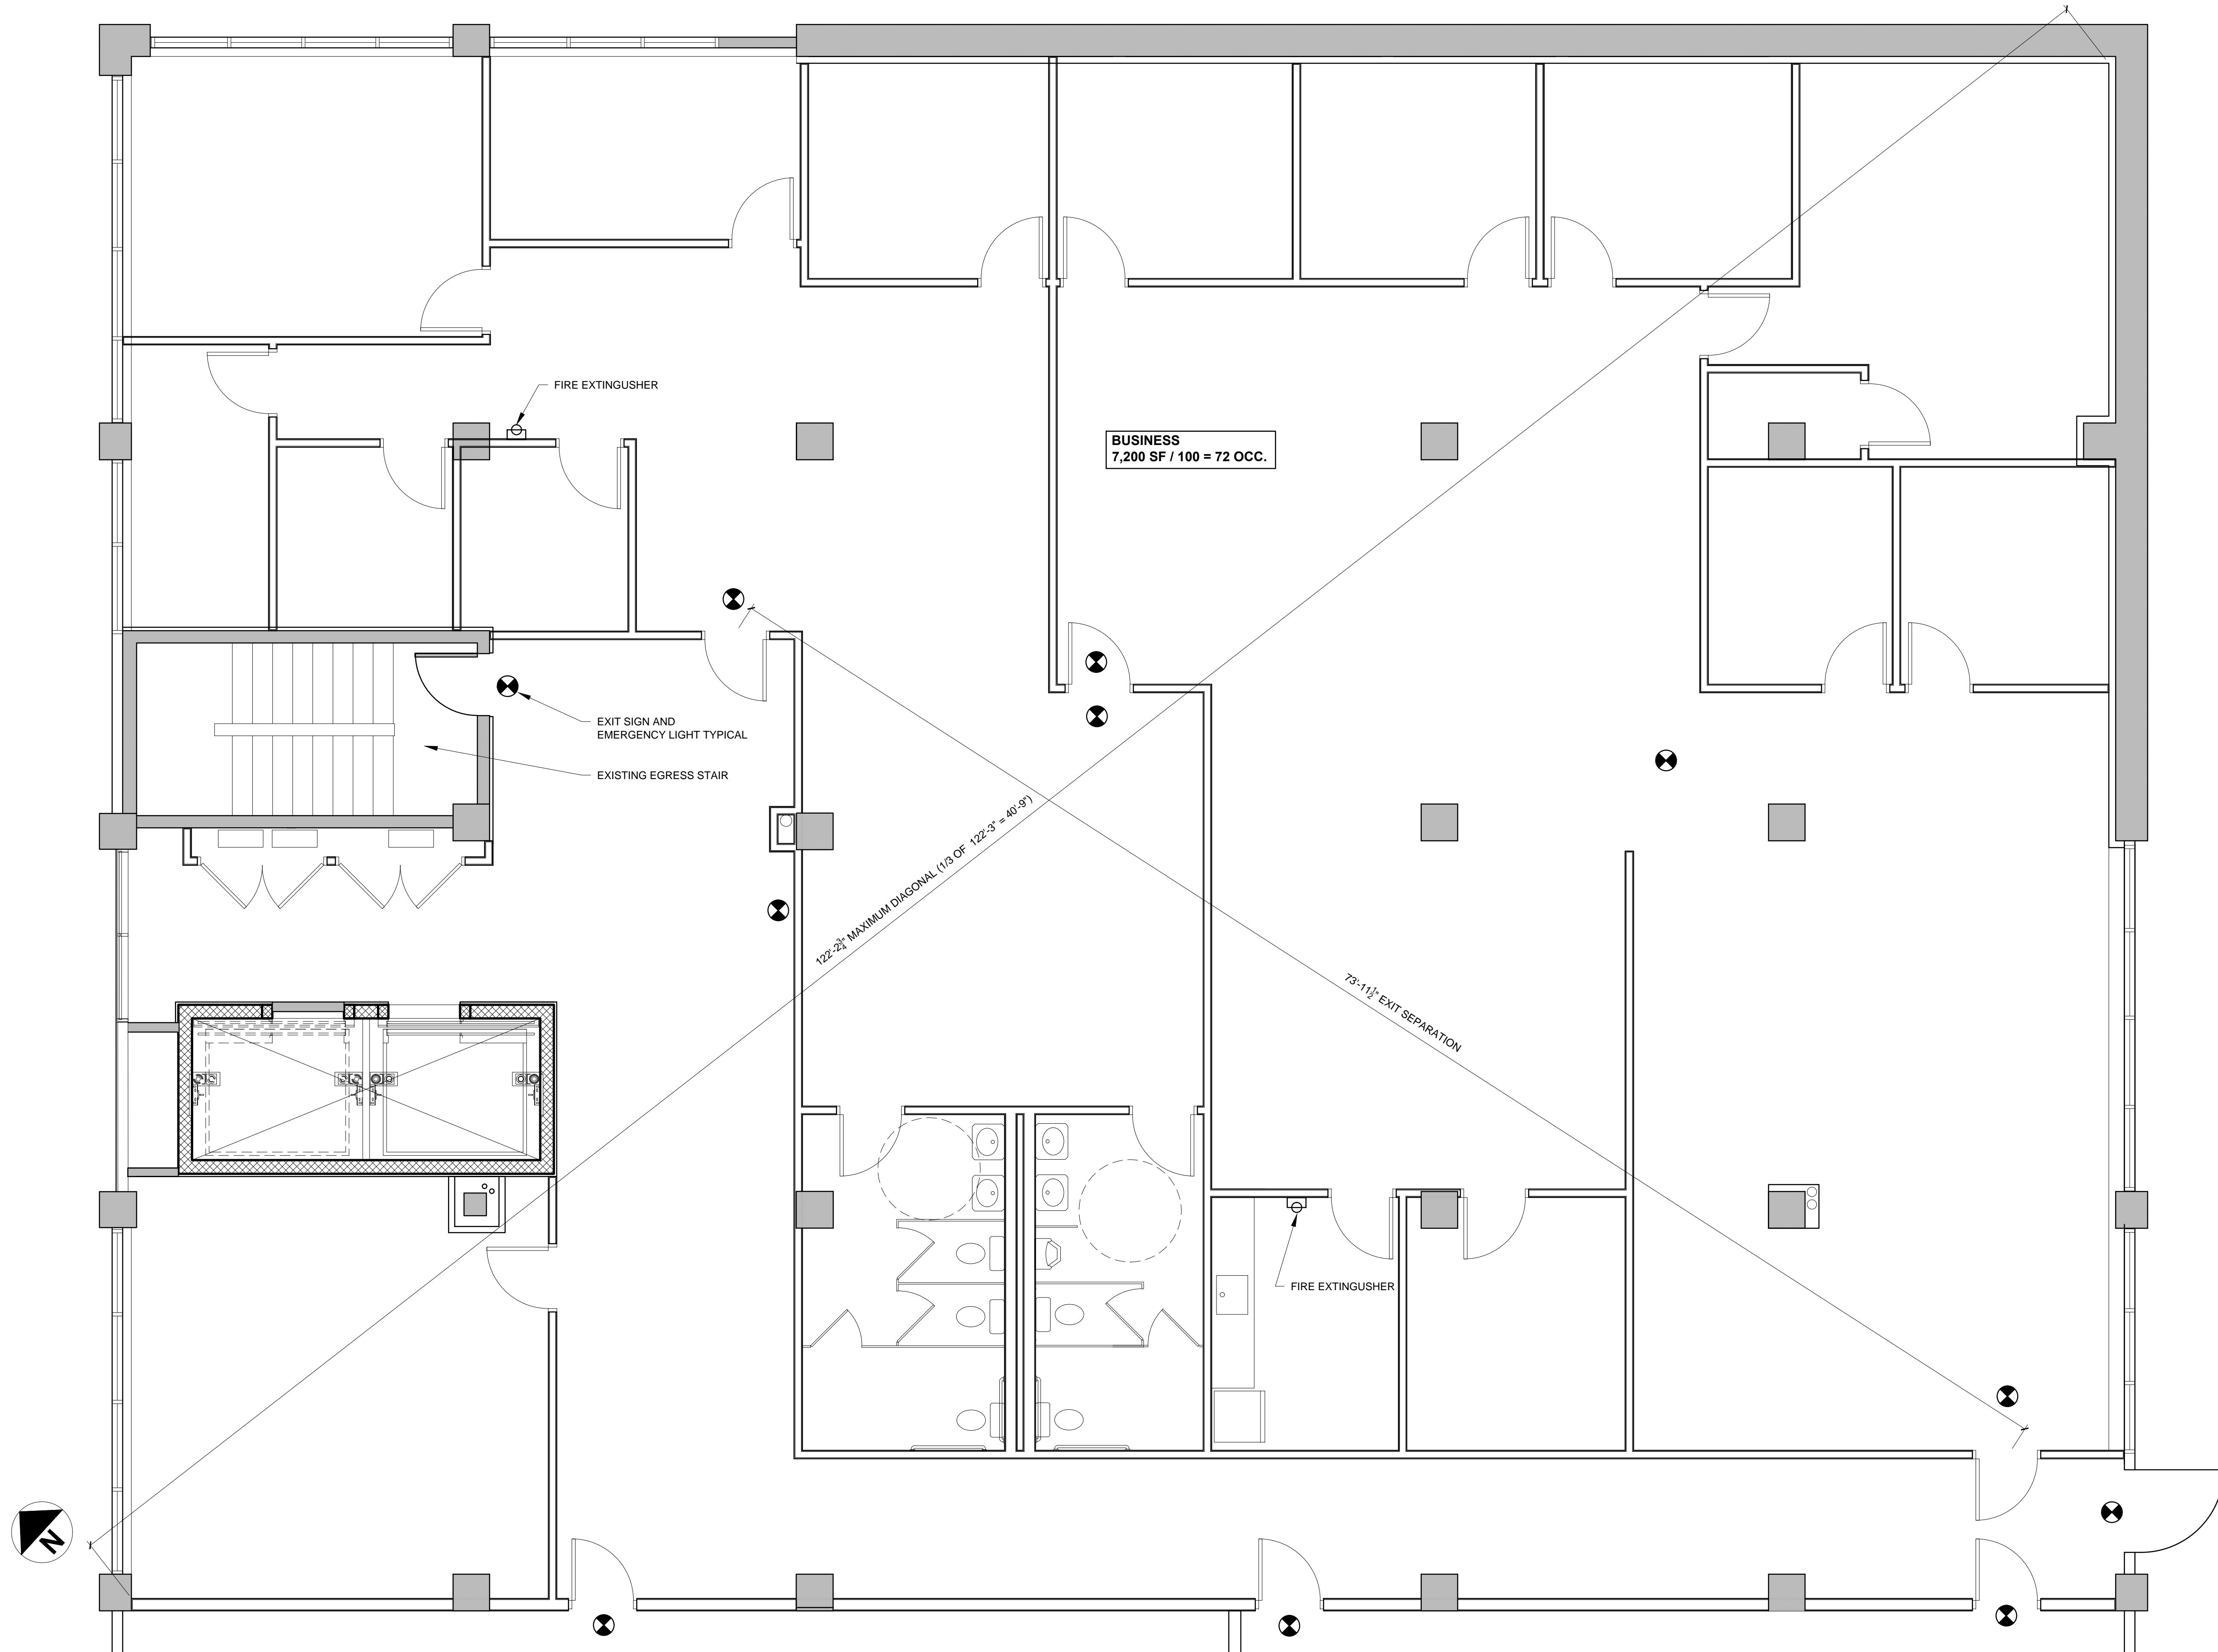 FIRE EXTINGUSHER
BUSINESS
7,200 SF / 100 = 72 OCC.
EXIT SIGN AND
EMERGENCY LIGHT TYPICAL
EXISTING EGRESS STAIR
122'-2¾" MAXIMUM DIAGONAL (1/3 OF 122'-3" = 40'-9")
73'-11½" EXIT SEPARATION
FIRE EXTINGUSHER
N